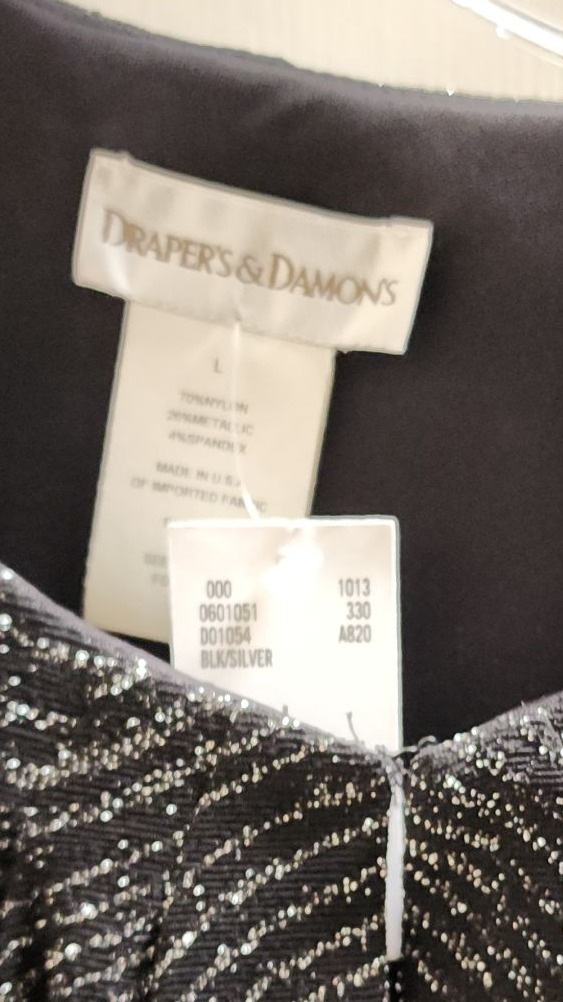 DRAPER'S & DAMON'S
L
70%NYLON
26%METALLIC
4%SPANDEX
MADE IN U.S.A
OF IMPORTED FABRIC
000 1013
0601051 330
D01054 A820
BLK/SILVER